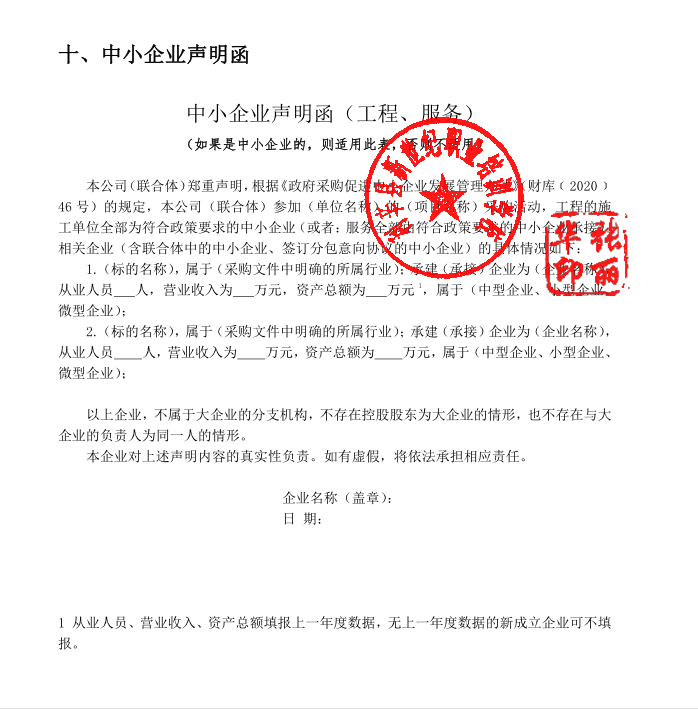 十、中小企业声明函
中小企业声明函（工程、服务）
（如果是中小企业的，则适用此表，否则不适用）
本公司（联合体）郑重声明，根据《政府采购促进中小企业发展管理办法》（财库﹝2020﹞
46号）的规定，本公司（联合体）参加（单位名称）的（项目名称）采购活动，工程的施
工单位全部为符合政策要求的中小企业（或者：服务全部由符合政策要求的中小企业承接）。
相关企业（含联合体中的中小企业、签订分包意向协议的中小企业）的具体情况如下：
1.（标的名称），属于（采购文件中明确的所属行业）；承建（承接）企业为（企业名称），
从业人员___人，营业收入为___万元，资产总额为___万元¹，属于（中型企业、小型企业、
微型企业）；
2.（标的名称），属于（采购文件中明确的所属行业）；承建（承接）企业为（企业名称），
从业人员____人，营业收入为____万元，资产总额为____万元，属于（中型企业、小型企业、
微型企业）；
以上企业，不属于大企业的分支机构，不存在控股股东为大企业的情形，也不存在与大
企业的负责人为同一人的情形。
本企业对上述声明内容的真实性负责。如有虚假，将依法承担相应责任。
企业名称（盖章）：
日 期：
1 从业人员、营业收入、资产总额填报上一年度数据，无上一年度数据的新成立企业可不填
报。
县新世纪职业培训学校
张丽
华印